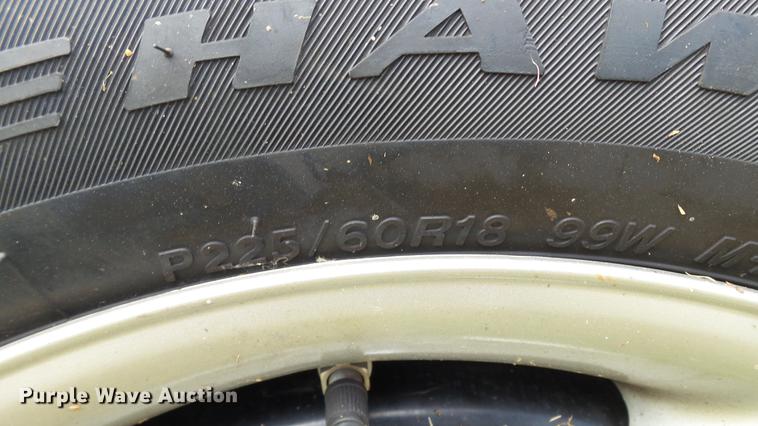 EHAW
P225/60R18 99W M
Purple Wave Auction